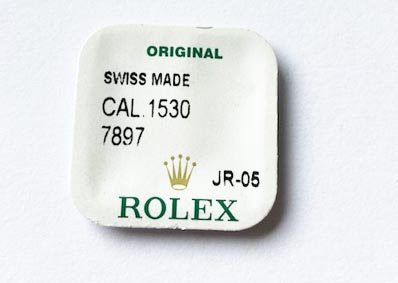 ORIGINAL
SWISS MADE
CAL.1530
7897
JR-05
ROLEX